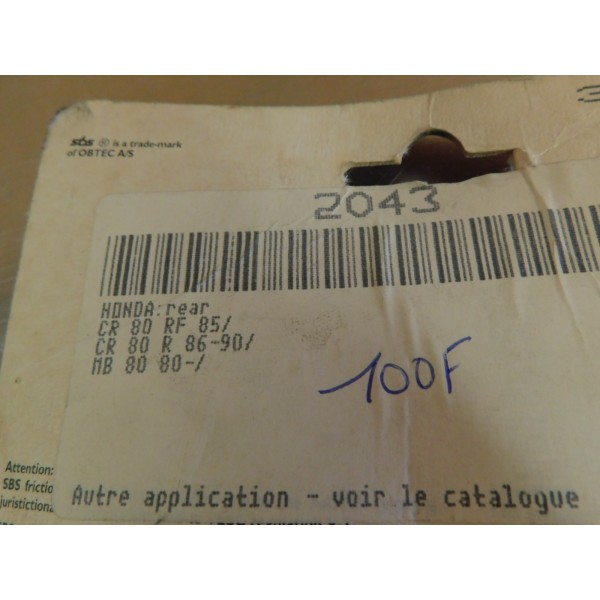 sbs ® is a trade-mark
of OBTEC A/S
2043
HONDA:rear
CR 80 RF 85/
CR 80 R 86-90/
MB 80 80-/
100F
Attention:
SBS frictio
juristiction
Autre application - voir le catalogue